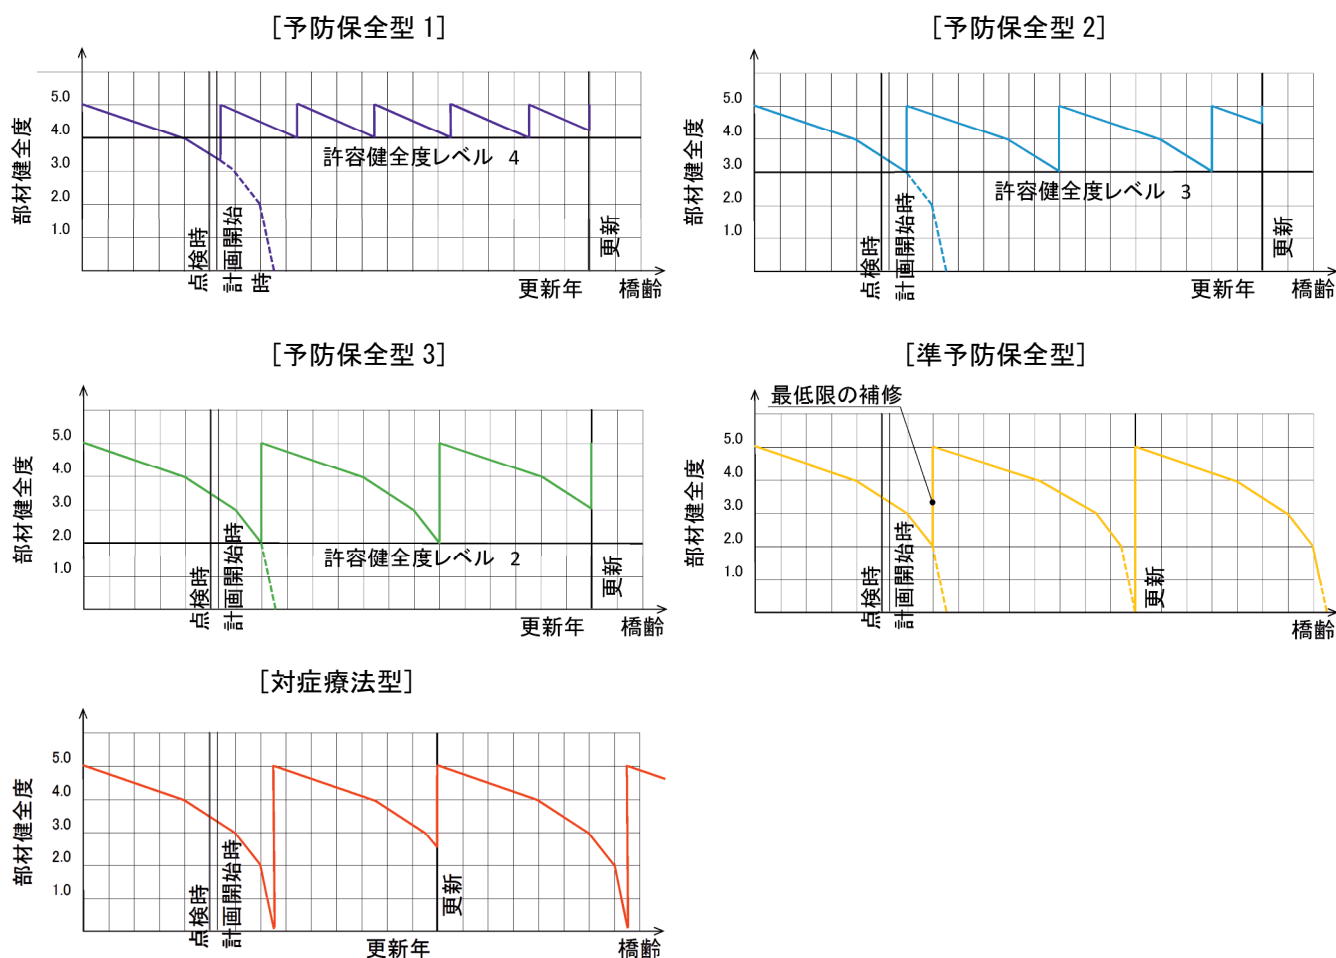 [予防保全型 1]
5.0
4.0
3.0
2.0
1.0
部材健全度
許容健全度レベル 4
点検時
計画開始時
更新
更新年
橋齢
[予防保全型 2]
5.0
4.0
3.0
2.0
1.0
部材健全度
許容健全度レベル 3
点検時
計画開始時
更新
更新年
橋齢
[予防保全型 3]
5.0
4.0
3.0
2.0
1.0
部材健全度
許容健全度レベル 2
点検時
計画開始時
更新
更新年
橋齢
[準予防保全型]
最低限の補修
5.0
4.0
3.0
2.0
1.0
部材健全度
点検時
計画開始時
更新
橋齢
[対症療法型]
5.0
4.0
3.0
2.0
1.0
部材健全度
点検時
計画開始時
更新
更新年
橋齢